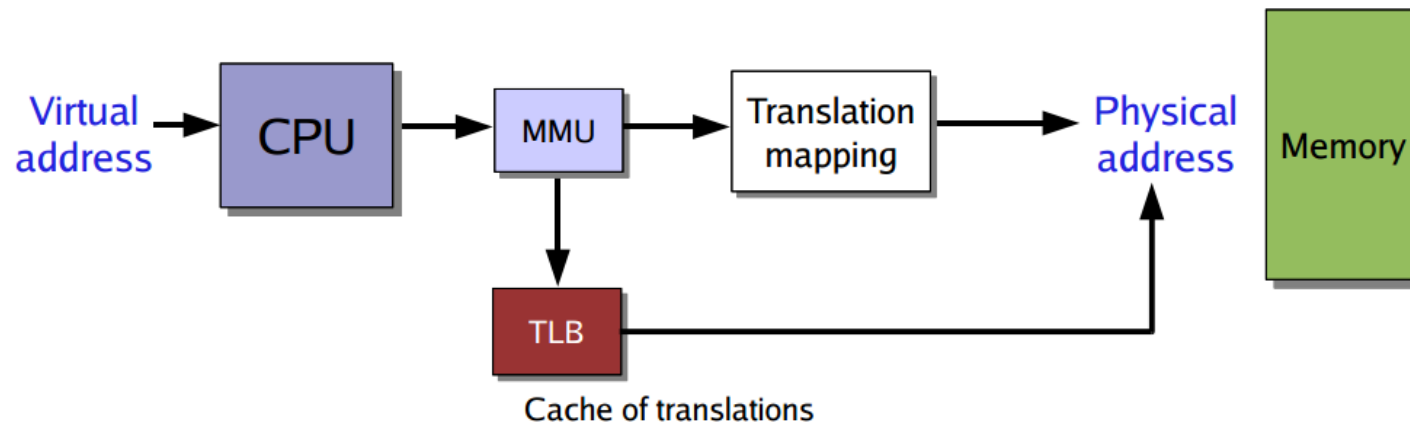 Virtual
address
CPU
MMU
Translation
mapping
Physical
address
Memory
TLB
Cache of translations